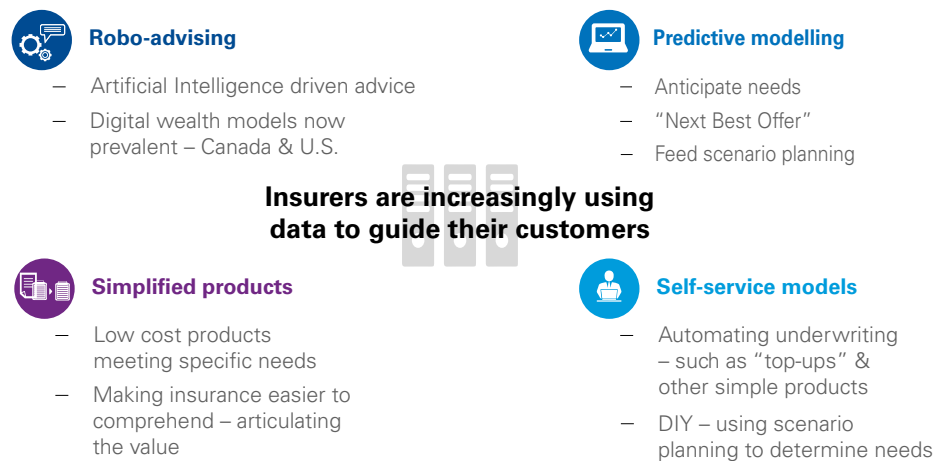 Robo-advising
– Artificial Intelligence driven advice
– Digital wealth models now
prevalent – Canada & U.S.
Predictive modelling
– Anticipate needs
– “Next Best Offer”
– Feed scenario planning
Insurers are increasingly using
data to guide their customers
Simplified products
– Low cost products
meeting specific needs
– Making insurance easier to
comprehend – articulating
the value
Self-service models
– Automating underwriting
– such as “top-ups” &
other simple products
– DIY – using scenario
planning to determine needs